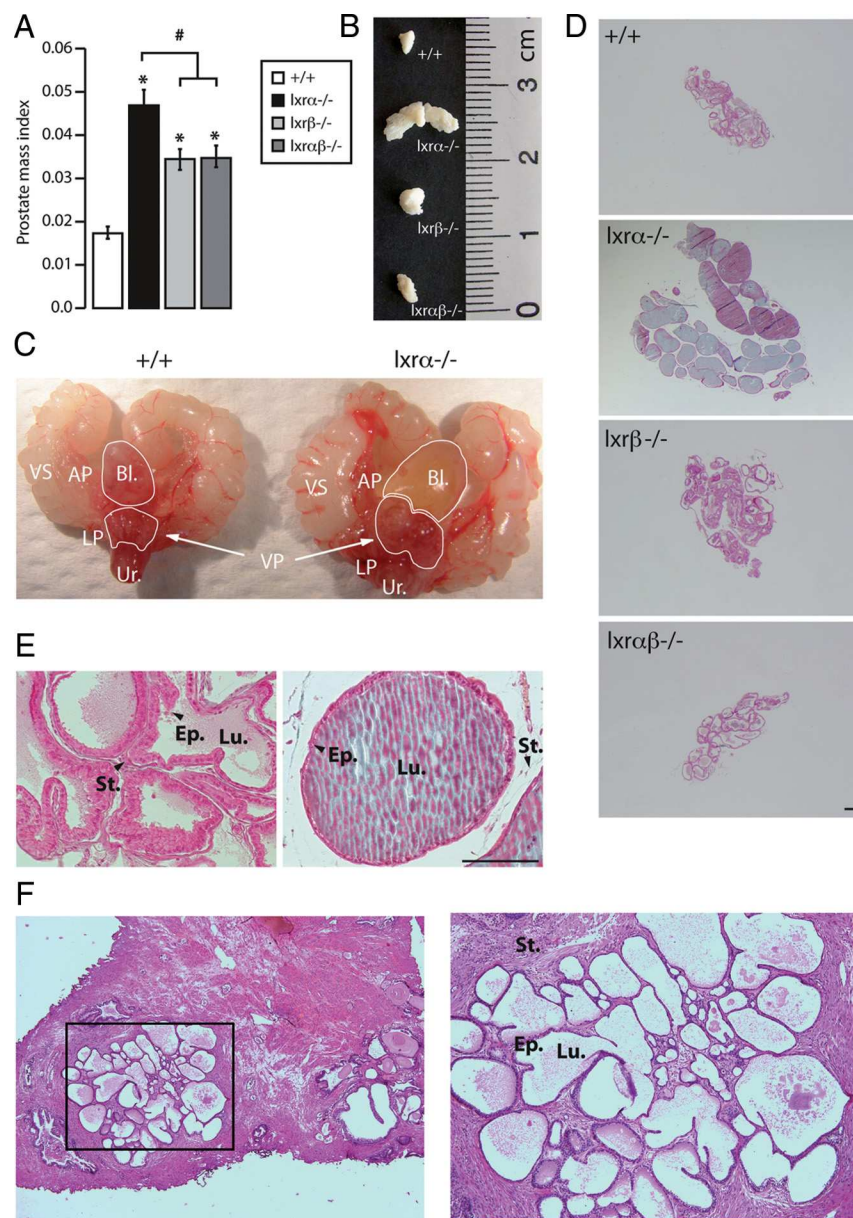 A
Prostate mass index
0.06
0.05
0.04
0.03
0.02
0.01
0.0
#
*
*
*
+/+
lxrα-/-
lxrβ-/-
lxrαβ-/-
B
+/+
lxrα-/-
lxrβ-/-
lxrαβ-/-
cm
3
2
1
0
C
+/+
lxrα-/-
VS
AP
Bl.
LP
Ur.
VP
VS
AP
Bl.
LP
Ur.
D
+/+
lxrα-/-
lxrβ-/-
lxrαβ-/-
E
Ep.
Lu.
St.
Ep.
Lu.
St.
F
St.
Ep.
Lu.